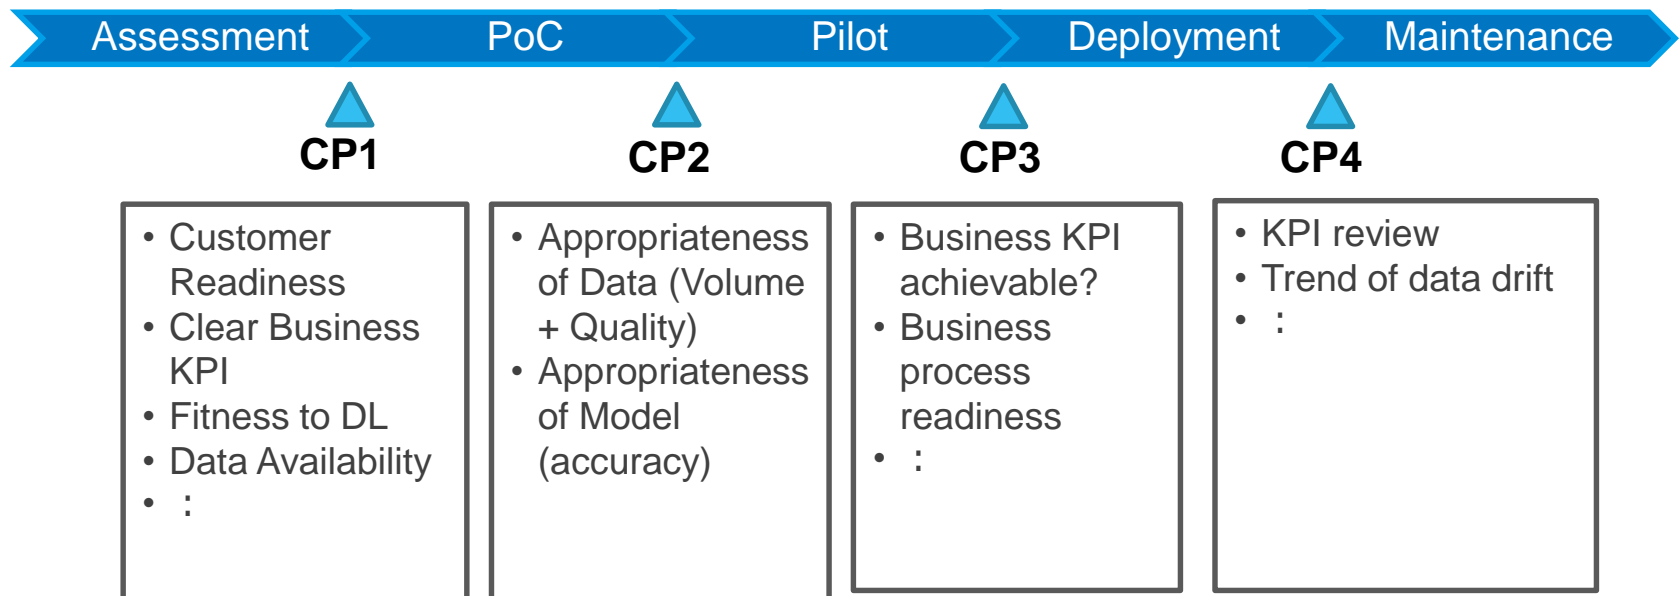 Assessment
PoC
Pilot
Deployment
Maintenance
CP1
CP2
CP3
CP4
• Customer
Readiness
• Clear Business
KPI
• Fitness to DL
• Data Availability
• :
• Appropriateness
of Data (Volume
+ Quality)
• Appropriateness
of Model
(accuracy)
• Business KPI
achievable?
• Business
process
readiness
• :
• KPI review
• Trend of data drift
• :